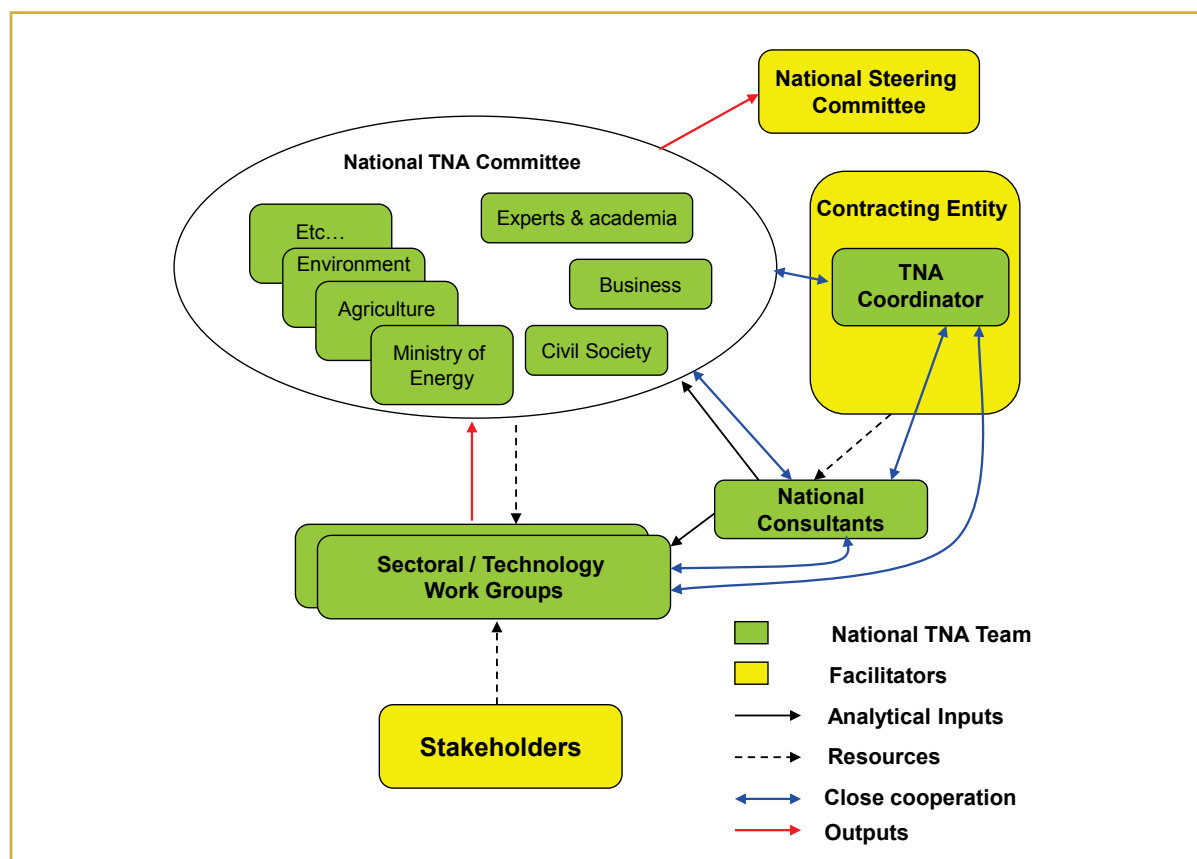 National Steering
Committee
National TNA Committee
Etc…
Environment
Agriculture
Ministry of
Energy
Experts & academia
Business
Civil Society
Contracting Entity
TNA
Coordinator
National
Consultants
Sectoral / Technology
Work Groups
Stakeholders
National TNA Team
Facilitators
Analytical Inputs
Resources
Close cooperation
Outputs